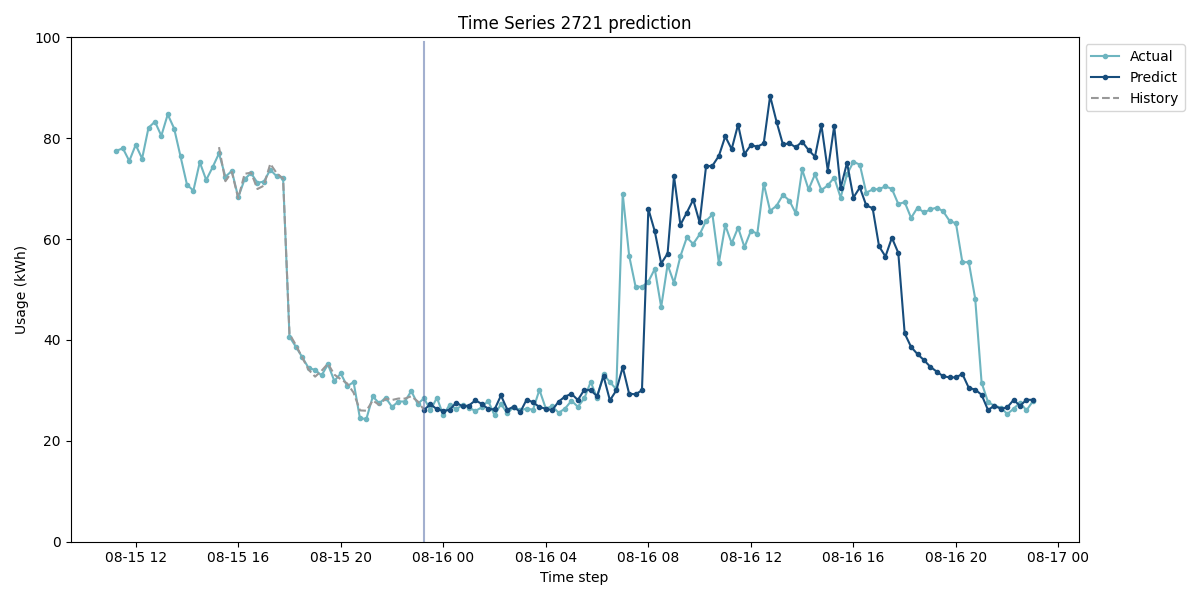 Time Series 2721 prediction
Usage (kWh)
100
80
60
40
20
0
08-15 12
08-15 16
08-15 20
08-16 00
08-16 04
08-16 08
08-16 12
08-16 16
08-16 20
08-17 00
Time step
Actual
Predict
History